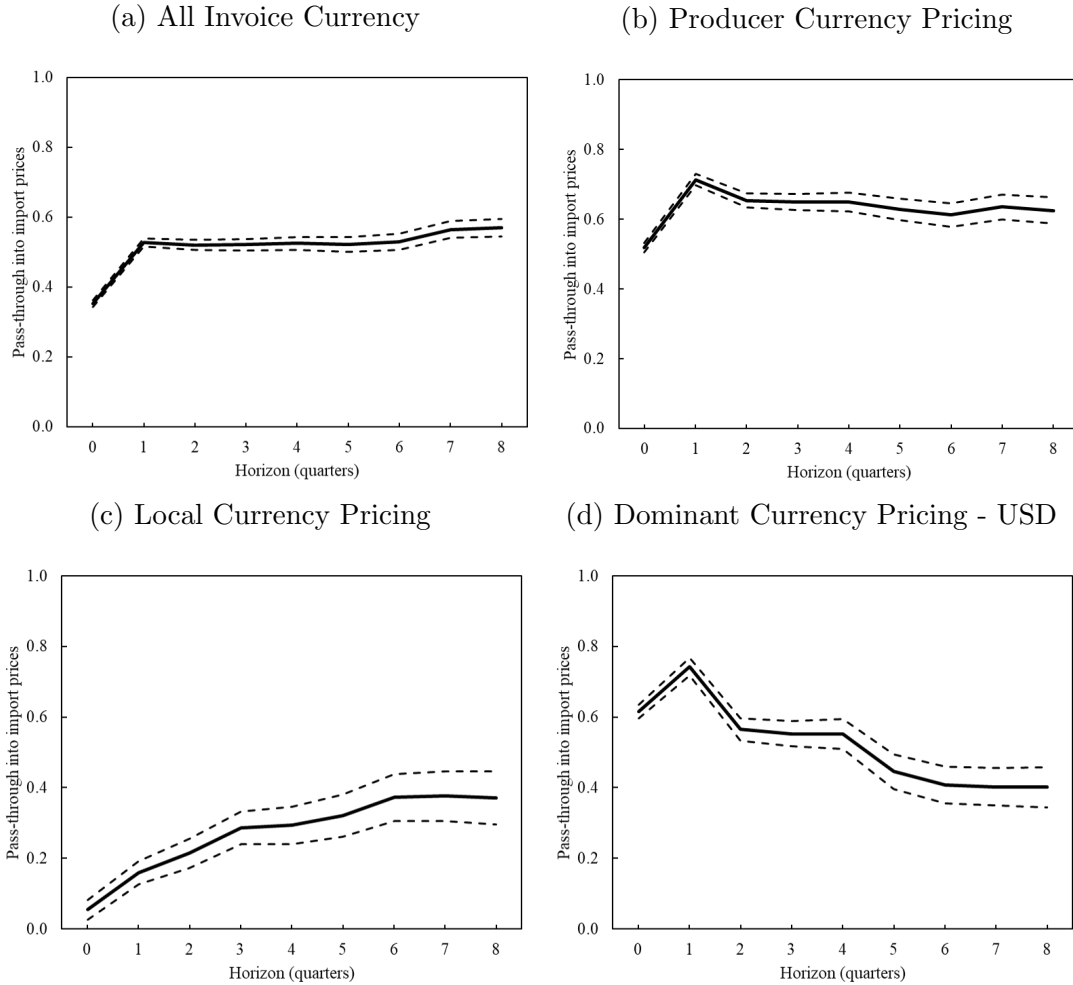 (a) All Invoice Currency
Pass-through into import prices
1.0
0.8
0.6
0.4
0.2
0.0
0 1 2 3 4 5 6 7 8
Horizon (quarters)
(b) Producer Currency Pricing
Pass-through into import prices
1.0
0.8
0.6
0.4
0.2
0.0
0 1 2 3 4 5 6 7 8
Horizon (quarters)
(c) Local Currency Pricing
Pass-through into import prices
1.0
0.8
0.6
0.4
0.2
0.0
0 1 2 3 4 5 6 7 8
Horizon (quarters)
(d) Dominant Currency Pricing - USD
Pass-through into import prices
1.0
0.8
0.6
0.4
0.2
0.0
0 1 2 3 4 5 6 7 8
Horizon (quarters)